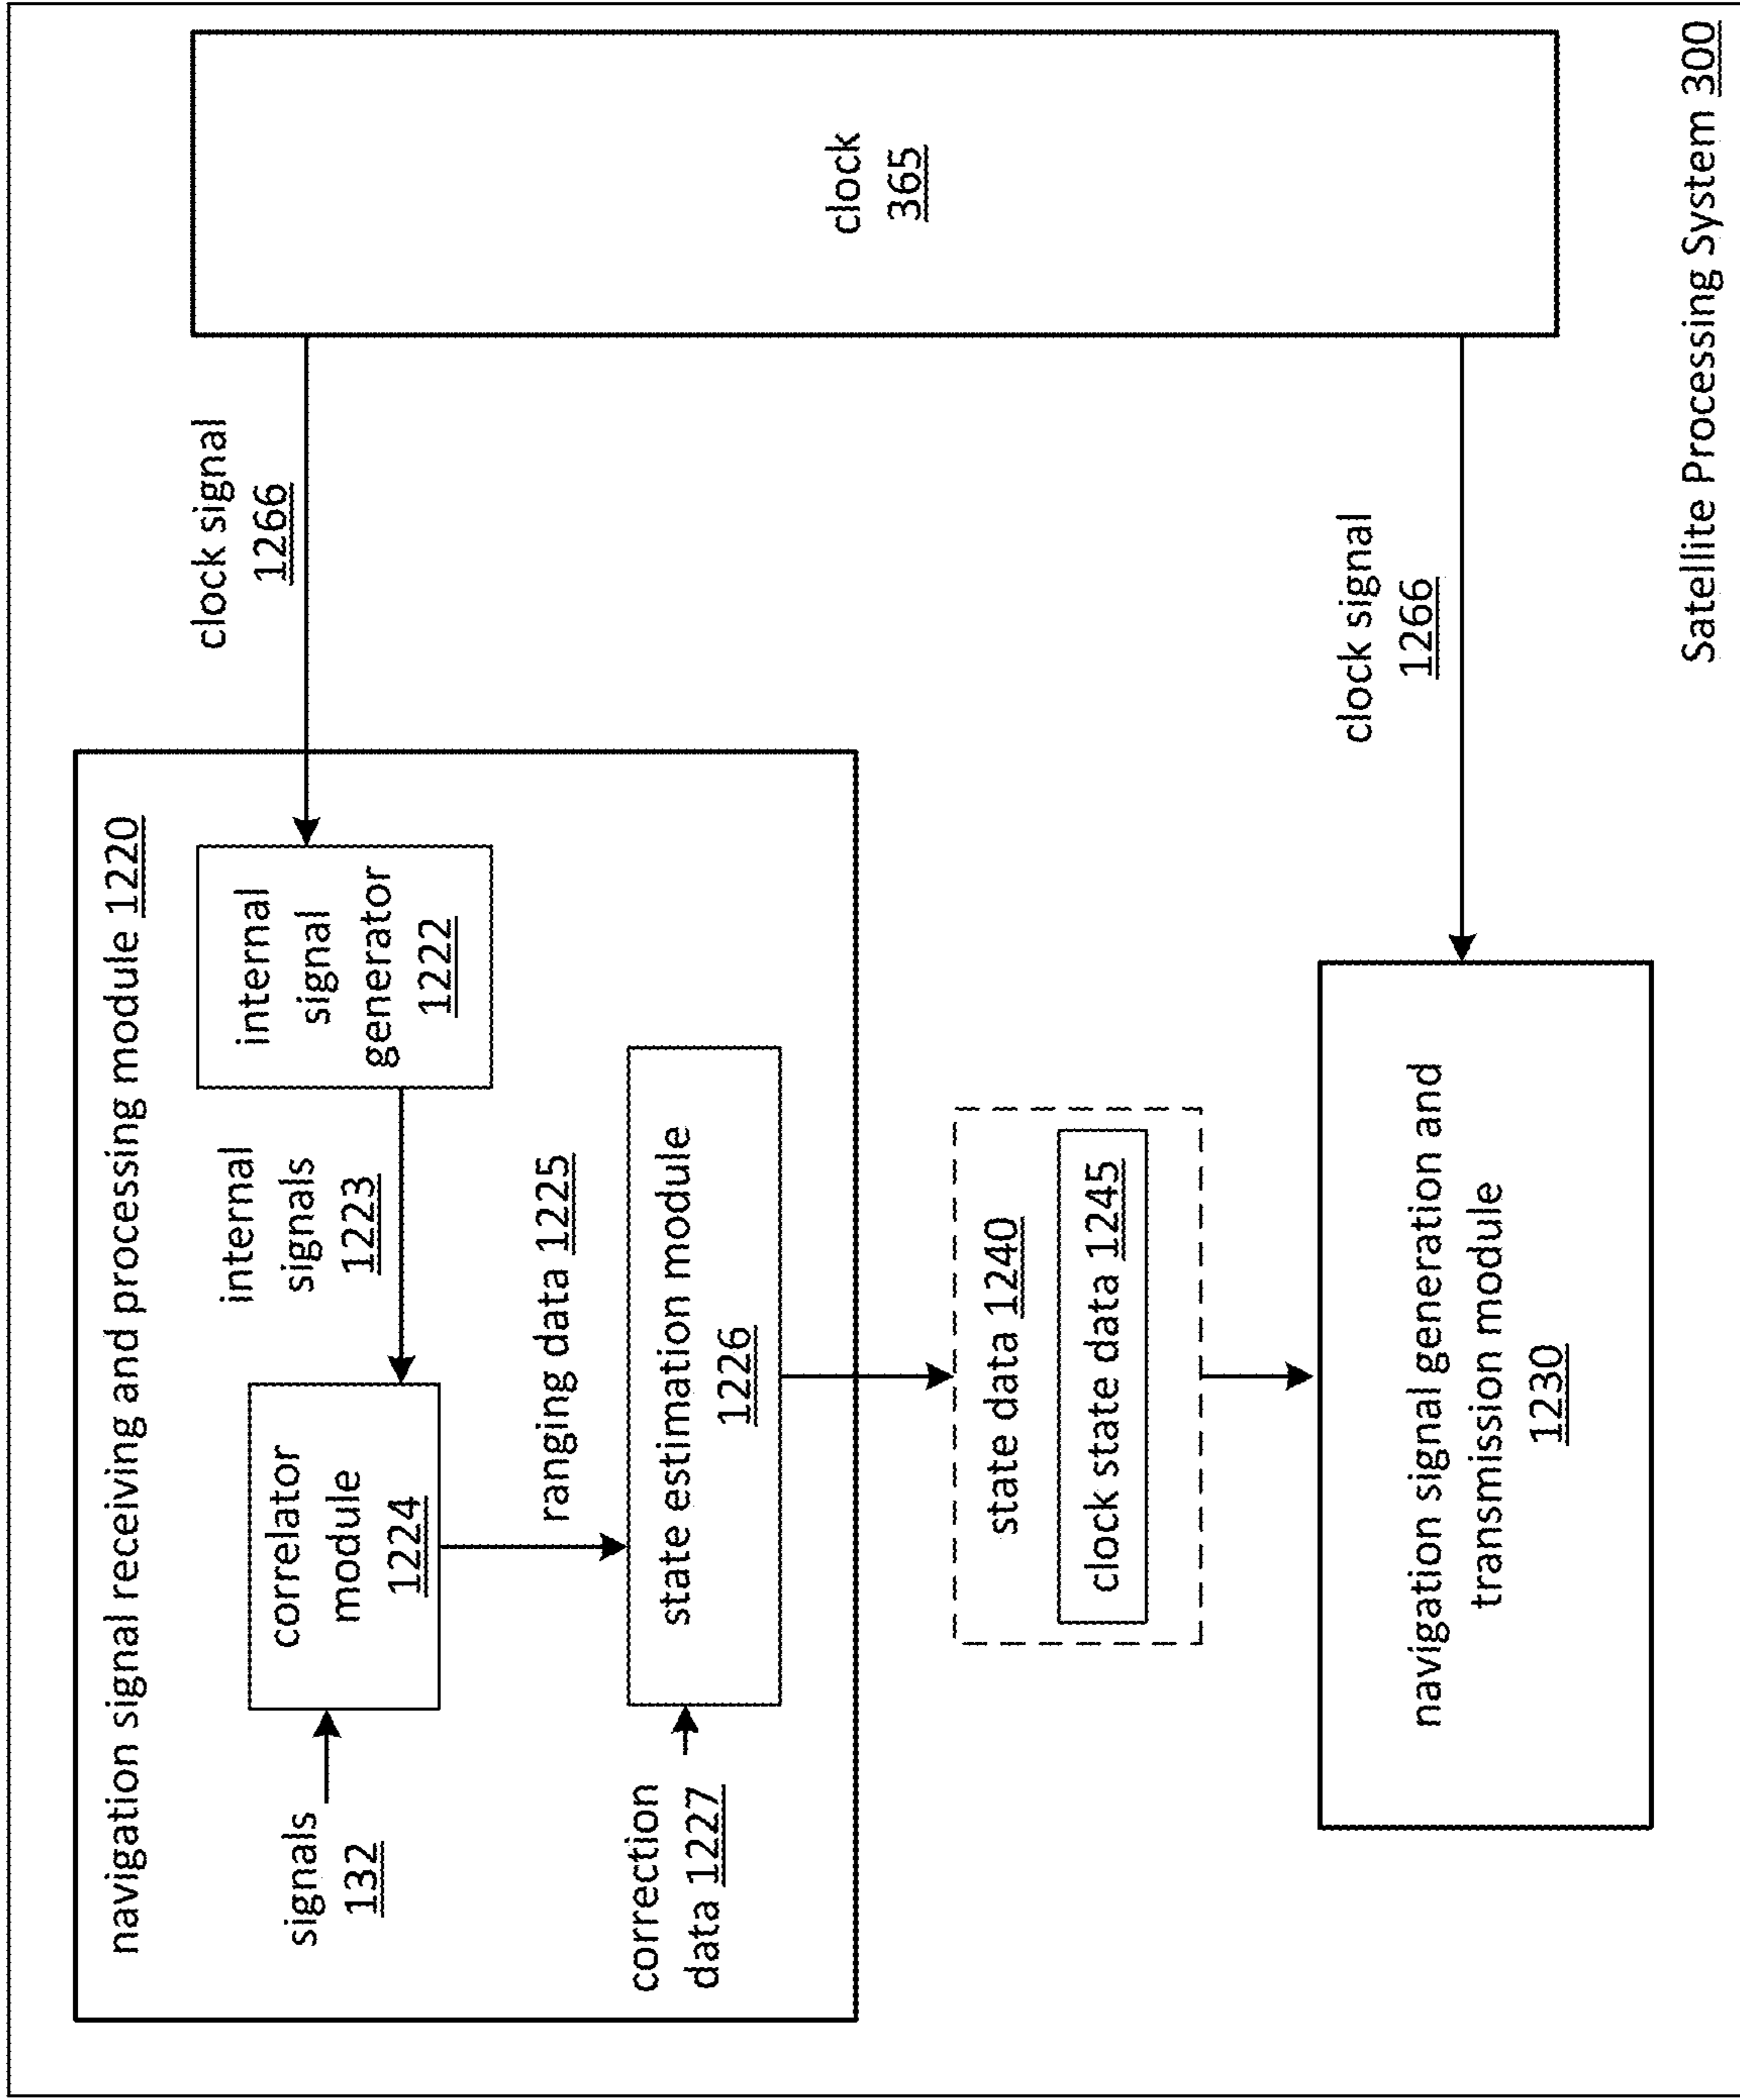 navigation signal receiving and processing module 1220
signals
132
correlator
module
1224
internal
signals
1223
internal
signal
generator
1222
clock signal
1266
ranging data 1225
correction
data 1227
state estimation module
1226
state data 1240
clock state data 1245
clock
365
navigation signal generation and
transmission module
1230
clock signal
1266
Satellite Processing System 300